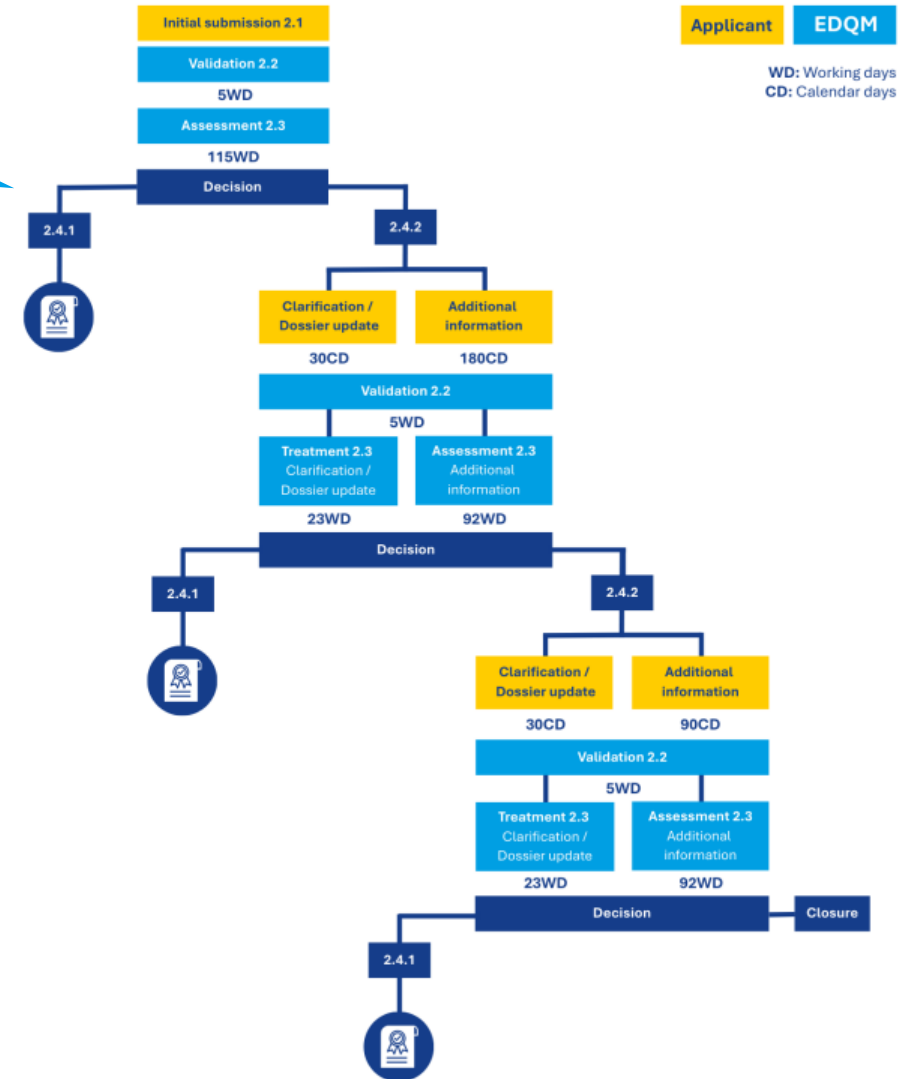 Initial submission 2.1
Applicant
EDQM
Validation 2.2
WD: Working days
CD: Calendar days
5WD
Assessment 2.3
115WD
Decision
2.4.1
2.4.2
Clarification /
Dossier update
Additional
information
30CD
180CD
Validation 2.2
5WD
Treatment 2.3
Clarification /
Dossier update
Assessment 2.3
Additional
information
23WD
92WD
Decision
2.4.1
2.4.2
Clarification /
Dossier update
Additional
information
30CD
90CD
Validation 2.2
5WD
Treatment 2.3
Clarification /
Dossier update
Assessment 2.3
Additional
information
23WD
92WD
Decision
Closure
2.4.1